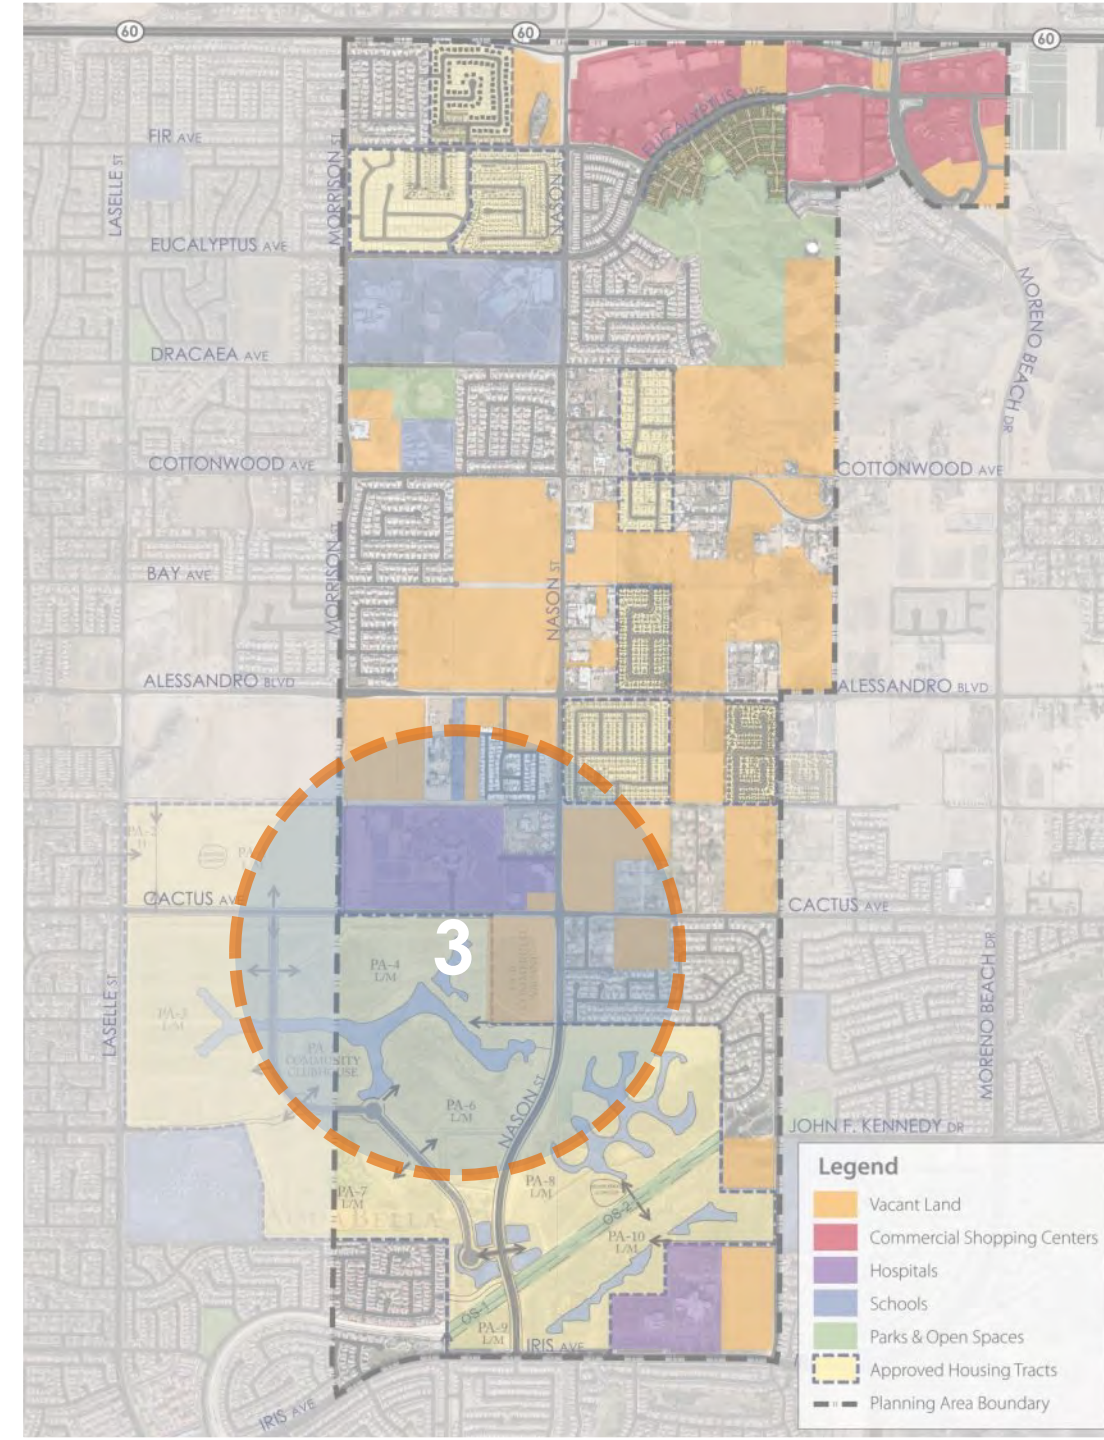 60
60
60
FIR AVE
EUCALYPTUS AVE
LASELLE ST
MORRISON ST
NASON ST
EUCALYPTUS AVE
MORENO BEACH DR
DRACAEA AVE
COTTONWOOD AVE
COTTONWOOD AVE
BAY AVE
MORRISON
NASON ST
ALESSANDRO BLVD
ALESSANDRO BLVD
PA-2
H
PA
CACTUS AVE
CACTUS AVE
3
PA-4
L/M
PA-3
L/M
LASELLE ST
MORENO BEACH DR
PA
COMMUNITY
CLUBHOUSE
PA-6
L/M
NASON ST
JOHN F. KENNEDY DR
PA-7
L/M
PA-8
L/M
AQUABELLA
OS-2
PA-10
L/M
OS-1
PA-9
L/M
IRIS AVE
IRIS AVE
Legend
Vacant Land
Commercial Shopping Centers
Hospitals
Schools
Parks & Open Spaces
Approved Housing Tracts
Planning Area Boundary